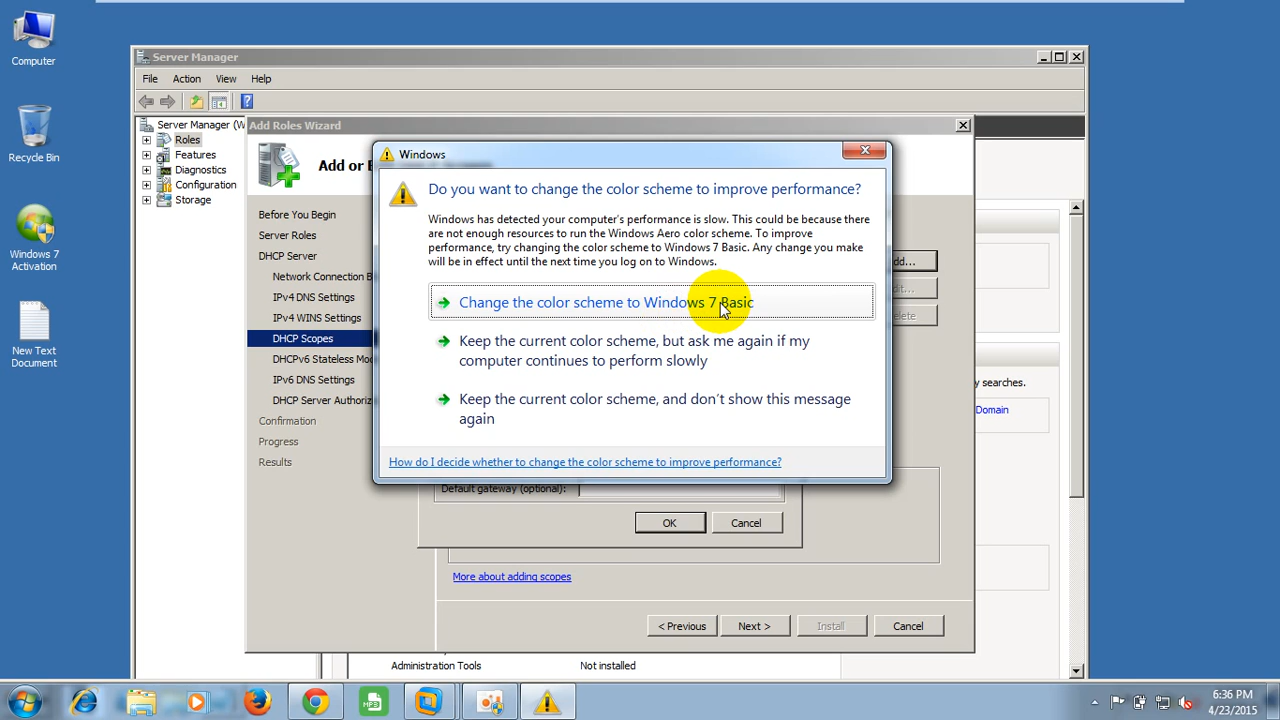 Computer
Recycle Bin
Windows 7
Activation
New Text
Document
Server Manager
File Action View Help
Server Manager (W
Roles
Features
Diagnostics
Configuration
Storage
Add Roles Wizard
Add or
Before You Begin
Server Roles
DHCP Server
Network Connection B
IPv4 DNS Settings
IPv4 WINS Settings
DHCP Scopes
DHCPv6 Stateless Mo
IPv6 DNS Settings
DHCP Server Authoriz
Confirmation
Progress
Results
Windows
Do you want to change the color scheme to improve performance?
Windows has detected your computer's performance is slow. This could be because there
are not enough resources to run the Windows Aero color scheme. To improve
performance, try changing the color scheme to Windows 7 Basic. Any change you make
will be in effect until the next time you log on to Windows.
Change the color scheme to Windows 7 Basic
Keep the current color scheme, but ask me again if my
computer continues to perform slowly
Keep the current color scheme, and don't show this message
again
How do I decide whether to change the color scheme to improve performance?
Default gateway (optional):
OK Cancel
More about adding scopes
< Previous Next > Install Cancel
y searches.
Domain
Administration Tools Not installed
6:36 PM
4/23/2015